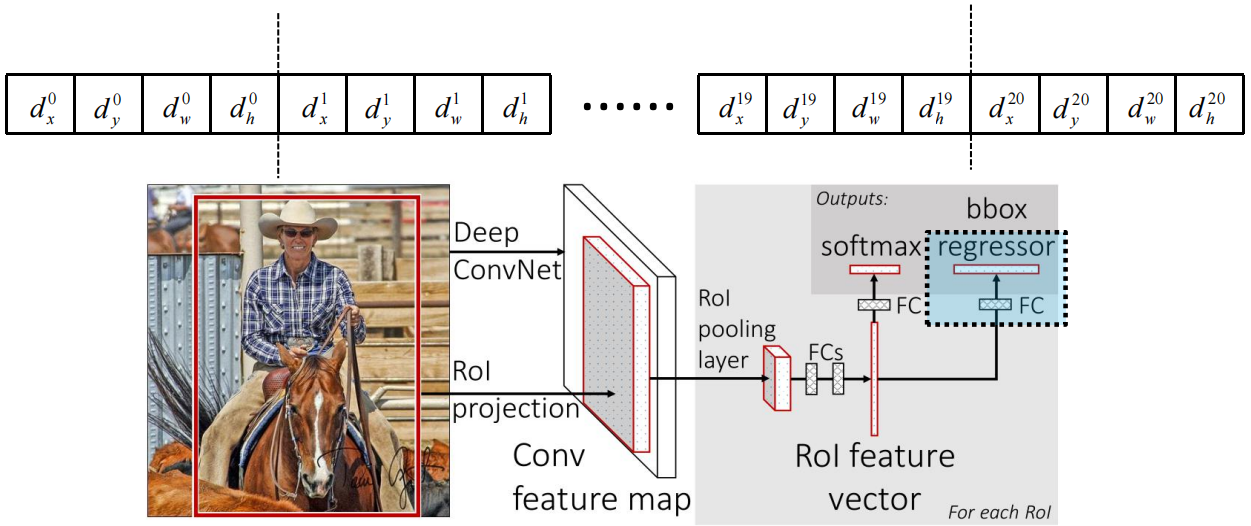 d_x^0 d_y^0 d_w^0 d_h^0 d_x^1 d_y^1 d_w^1 d_h^1 ······· d_x^19 d_y^19 d_w^19 d_h^19 d_x^20 d_y^20 d_w^20 d_h^20
Outputs:
bbox
softmax regressor
Deep
ConvNet
FC
FC
RoI
pooling
layer
FCs
RoI
projection
Conv
feature map
RoI feature
vector
For each RoI